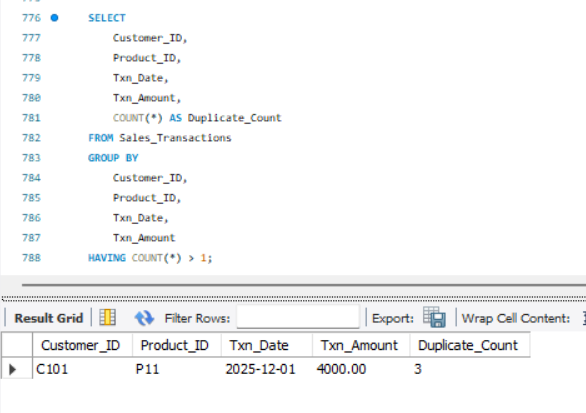 776 SELECT
777 Customer_ID,
778 Product_ID,
779 Txn_Date,
780 Txn_Amount,
781 COUNT(*) AS Duplicate_Count
782 FROM Sales_Transactions
783 GROUP BY
784 Customer_ID,
785 Product_ID,
786 Txn_Date,
787 Txn_Amount
788 HAVING COUNT(*) > 1;
Result Grid Filter Rows: Export: Wrap Cell Content:
Customer_ID Product_ID Txn_Date Txn_Amount Duplicate_Count
C101 P11 2025-12-01 4000.00 3